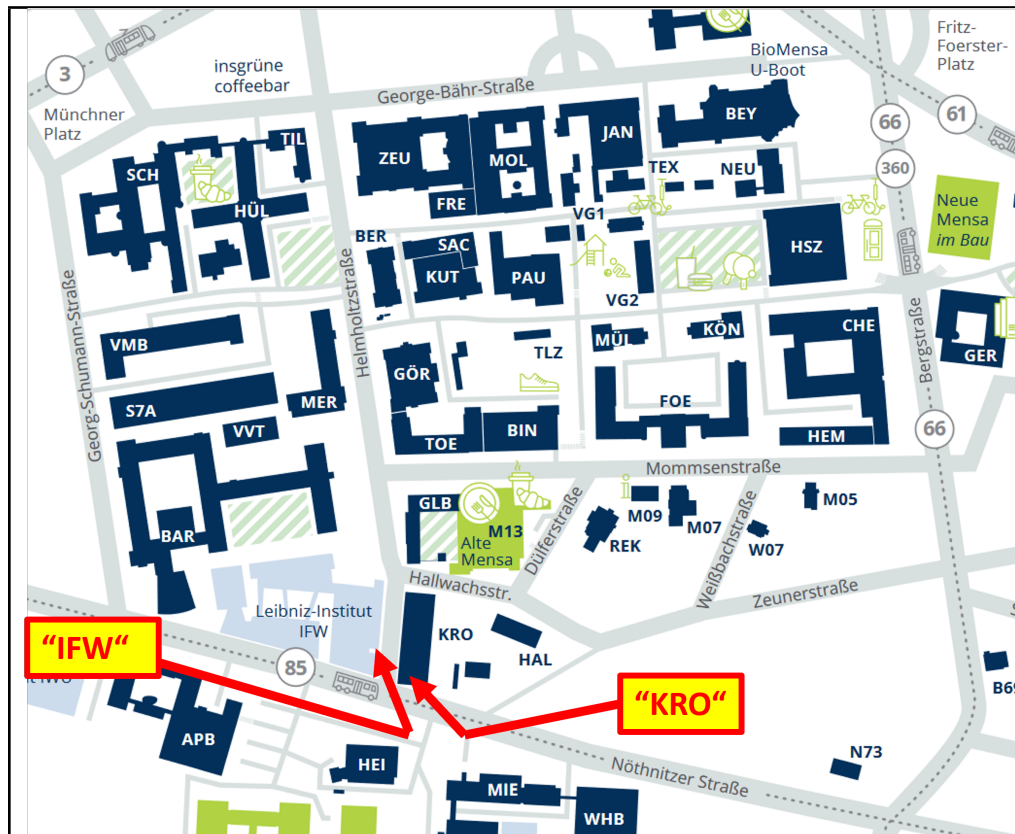 Fritz-
Foerster-
Platz
BioMensa
U-Boot
insgrüne
coffeebar
3
Münchner
Platz
George-Bähr-Straße
66
61
360
BEY
JAN
TIL
ZEU
MOL
SCH
TEX
NEU
HÜL
FRE
VG1
Neue
Mensa
im Bau
BER
SAC
KUT
PAU
HSZ
VG2
Georg-Schumann-Straße
Helmholtzstraße
Bergstraße
VMB
TLZ
MÜL
KÖN
CHE
GER
GÖR
S7A
MER
FOE
VVT
TOE
BIN
HEM
66
Mommsenstraße
GLB
M13
Alte
Mensa
M09
M07
M05
REK
W07
BAR
Dülferstraße
Weißbachstraße
Hallwachsstr.
Zeunerstraße
Leibniz-Institut
IFW
KRO
HAL
"IFW"
85
"KRO"
B69
APB
HEI
MIE
WHB
N73
Nöthnitzer Straße